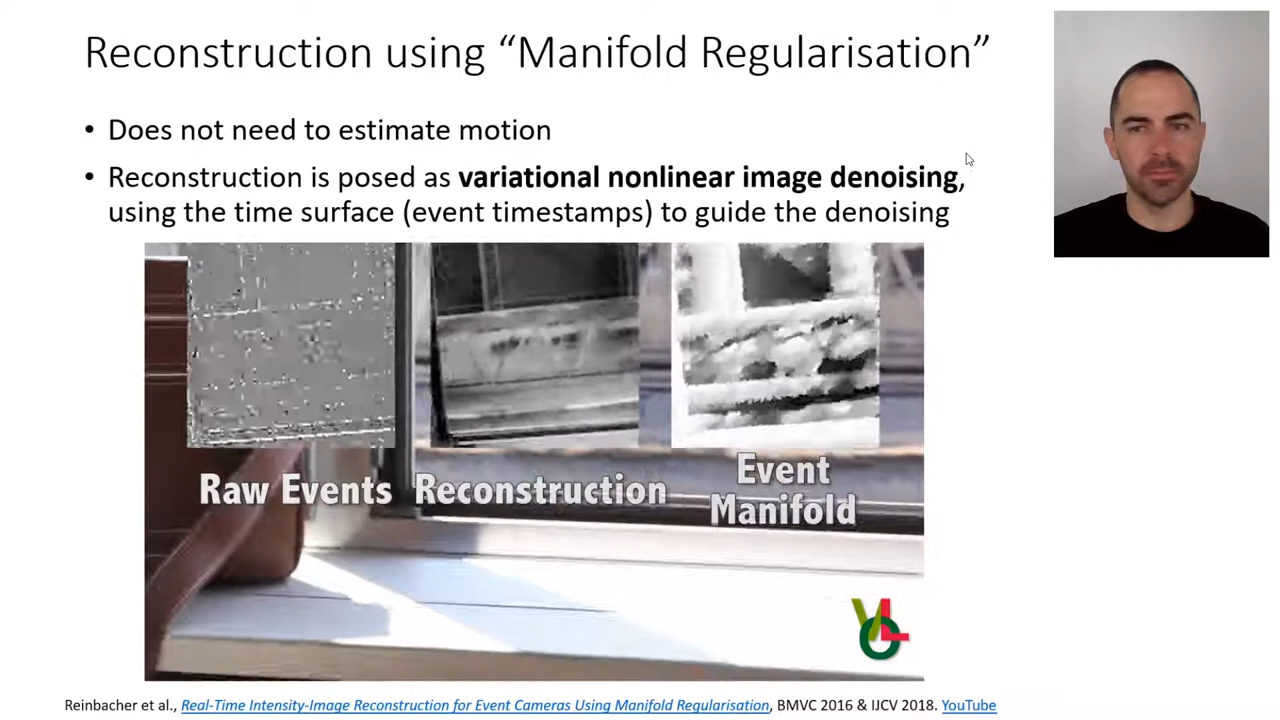 Reconstruction using “Manifold Regularisation”
• Does not need to estimate motion
• Reconstruction is posed as variational nonlinear image denoising,
using the time surface (event timestamps) to guide the denoising
Raw Events
Reconstruction
Event
Manifold
VLO
Reinbacher et al., Real-Time Intensity-Image Reconstruction for Event Cameras Using Manifold Regularisation, BMVC 2016 & IJCV 2018. YouTube